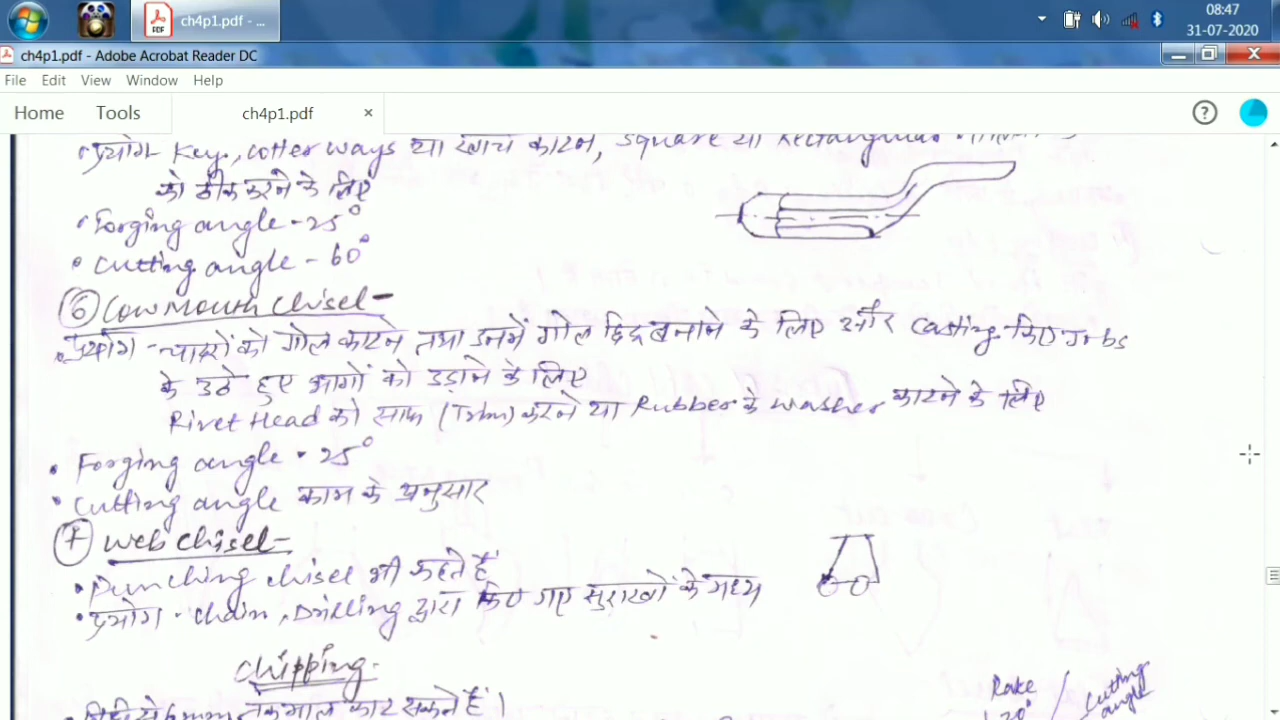 08:47
ch4p1.pdf - ...
31-07-2020
ch4p1.pdf - Adobe Acrobat Reader DC
File Edit View Window Help
Home Tools ch4p1.pdf
प्रयोग Key, cotter ways या खांचे काटने, square या Rectangular
को ठीक करने के लिए
Forging angle - 25°
Cutting angle - 60°
⑥ Cow Mouth Chisel -
प्रयोग - चादरों को गोल काटने तथा उनमें गोल छिद्र बनाने के लिए और casting किए Jobs
के उठे हुए भागों को उड़ाने के लिए
Rivet Head को साफ (Trim) करने या Rubber के washer काटने के लिए
Forging angle - 25°
Cutting angle काम के अनुसार
⑦ Web chisel -
Punching chisel भी कहते हैं
प्रयोग - chain, Drilling द्वारा किए गए सुराखों के मध्य
Chipping -
Rake cutting
20° angle
तक माल काट सकते हैं।